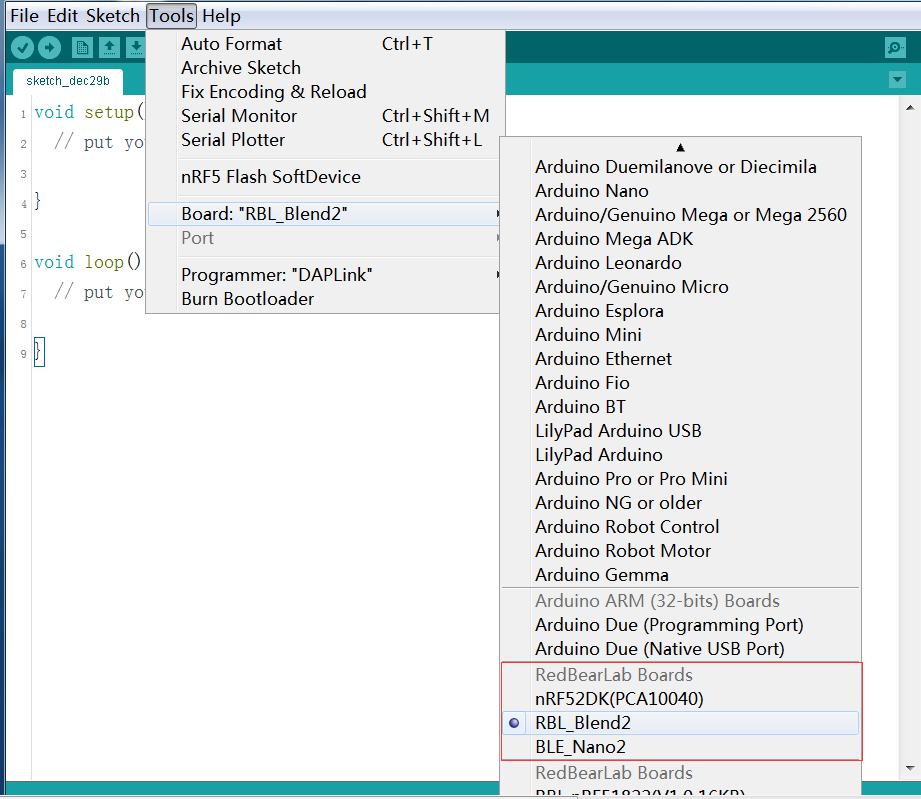 File Edit Sketch Tools Help
sketch_dec29b
Auto Format Ctrl+T
Archive Sketch
Fix Encoding & Reload
Serial Monitor Ctrl+Shift+M
Serial Plotter Ctrl+Shift+L
nRF5 Flash SoftDevice
Board: "RBL_Blend2"
Port
Programmer: "DAPLink"
Burn Bootloader
1 void setup(
2 // put yo
3
4 }
5
6 void loop()
7 // put yo
8
9 }
Arduino Duemilanove or Diecimila
Arduino Nano
Arduino/Genuino Mega or Mega 2560
Arduino Mega ADK
Arduino Leonardo
Arduino/Genuino Micro
Arduino Esplora
Arduino Mini
Arduino Ethernet
Arduino Fio
Arduino BT
LilyPad Arduino USB
LilyPad Arduino
Arduino Pro or Pro Mini
Arduino NG or older
Arduino Robot Control
Arduino Robot Motor
Arduino Gemma
Arduino ARM (32-bits) Boards
Arduino Due (Programming Port)
Arduino Due (Native USB Port)
RedBearLab Boards
nRF52DK(PCA10040)
RBL_Blend2
BLE_Nano2
RedBearLab Boards